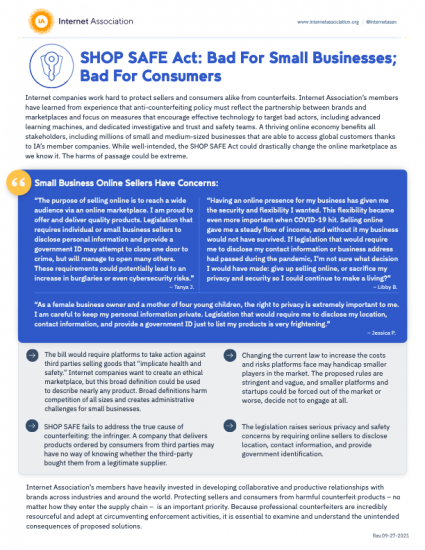 IA
Internet Association
www.internetassociation.org | @Internetassn
SHOP SAFE Act: Bad For Small Businesses;
Bad For Consumers
Internet companies work hard to protect sellers and consumers alike from counterfeits. Internet Association's members
have learned from experience that anti-counterfeiting policy must reflect the partnership between brands and
marketplaces and focus on measures that encourage effective technology to target bad actors, including advanced
learning machines, and dedicated investigative and trust and safety teams. A thriving online economy benefits all
stakeholders, including millions of small and medium-sized businesses that are able to access global customers thanks
to IA's member companies. While well-intended, the SHOP SAFE Act could drastically change the online marketplace as
we know it. The harms of passage could be extreme.
Small Business Online Sellers Have Concerns:
"The purpose of selling online is to reach a wide
audience via an online marketplace. I am proud to
offer and deliver quality products. Legislation that
requires individual or small business sellers to
disclose personal information and provide a
government ID may attempt to close one door to
crime, but will manage to open many others.
These requirements could potentially lead to an
increase in burglaries or even cybersecurity risks."
– Tanya J.
"Having an online presence for my business has given me
the security and flexibility I wanted. This flexibility became
even more important when COVID-19 hit. Selling online
gave me a steady flow of income, and without it my business
would not have survived. If legislation that would require
me to disclose my contact information or business address
had passed during the pandemic, I'm not sure what decision
I would have made: give up selling online, or sacrifice my
privacy and security so I could continue to make a living?"
– Libby B.
"As a female business owner and a mother of four young children, the right to privacy is extremely important to me.
I am careful to keep my personal information private. Legislation that would require me to disclose my location,
contact information, and provide a government ID just to list my products is very frightening."
– Jessica P.
The bill would require platforms to take action against
third parties selling goods that "implicate health and
safety." Internet companies want to create an ethical
marketplace, but this broad definition could be used
to describe nearly any product. Broad definitions harm
competition of all sizes and creates administrative
challenges for small businesses.
Changing the current law to increase the costs
and risks platforms face may handicap smaller
players in the market. The proposed rules are
stringent and vague, and smaller platforms and
startups could be forced out of the market or
worse, decide not to engage at all.
SHOP SAFE fails to address the true cause of
counterfeiting: the infringer. A company that delivers
products ordered by consumers from third parties may
have no way of knowing whether the third-party
bought them from a legitimate supplier.
The legislation raises serious privacy and safety
concerns by requiring online sellers to disclose
location, contact information, and provide
government identification.
Internet Association's members have heavily invested in developing collaborative and productive relationships with
brands across industries and around the world. Protecting sellers and consumers from harmful counterfeit products – no
matter how they enter the supply chain – is an important priority. Because professional counterfeiters are incredibly
resourceful and adept at circumventing enforcement activities, it is essential to examine and understand the unintended
consequences of proposed solutions.
Rev.09-27-2021